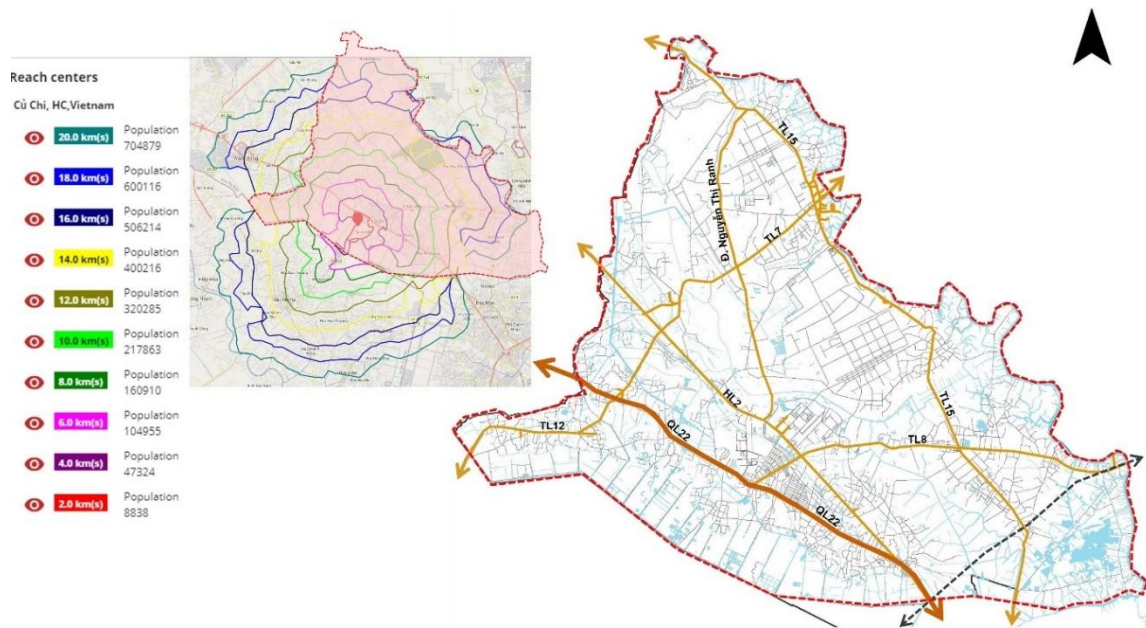 Reach centers
Củ Chi, HC,Vietnam
20.0 km(s) Population
704879
18.0 km(s) Population
600116
16.0 km(s) Population
506214
14.0 km(s) Population
400216
12.0 km(s) Population
320285
10.0 km(s) Population
217863
8.0 km(s) Population
160910
6.0 km(s) Population
104955
4.0 km(s) Population
47324
2.0 km(s) Population
8838
TL15
Đ. Nguyễn Thị Rành
TL7
HL2
TL15
TL12
QL22
TL8
QL22